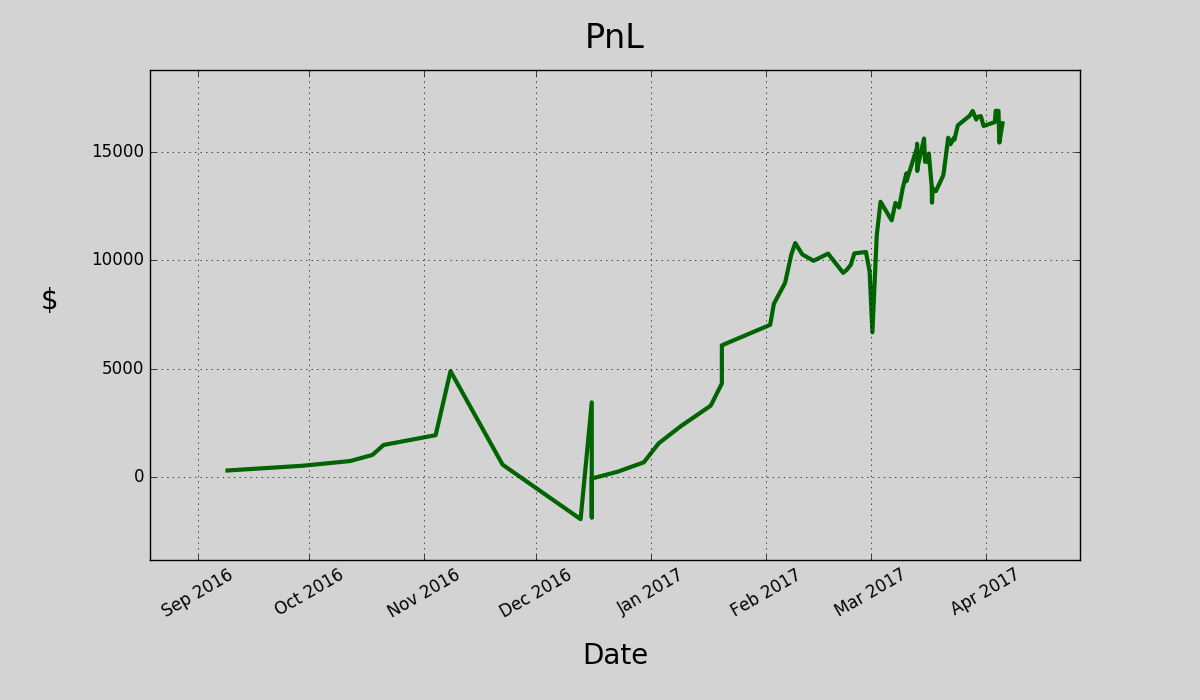 PnL
$
15000
10000
5000
0
Sep 2016
Oct 2016
Nov 2016
Dec 2016
Jan 2017
Feb 2017
Mar 2017
Apr 2017
Date